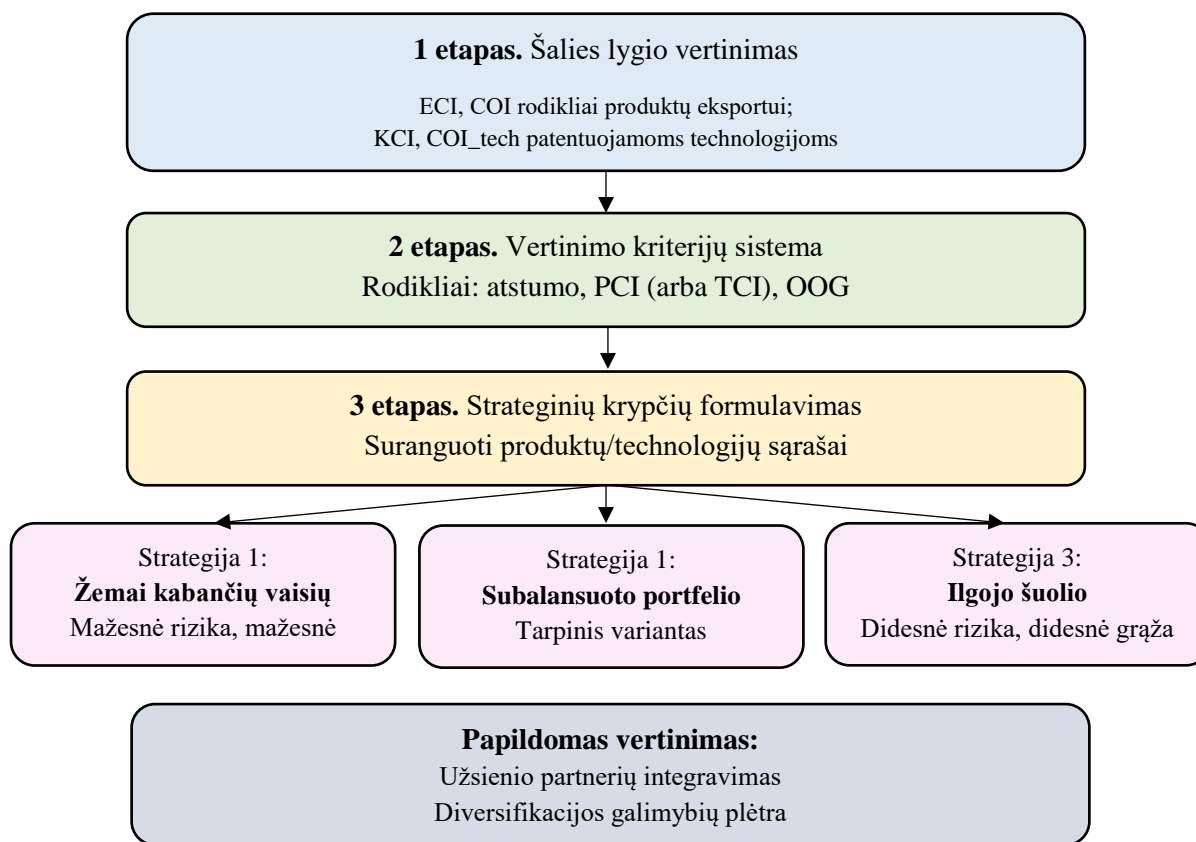 1 etapas. Šalies lygio vertinimas
ECI, COI rodikliai produktų eksportui;
KCI, COI_tech patentuojamoms technologijoms
2 etapas. Vertinimo kriterijų sistema
Rodikliai: atstumo, PCI (arba TCI), OOG
3 etapas. Strateginių krypčių formulavimas
Suranguoti produktų/technologijų sąrašai
Strategija 1:
Žemai kabančių vaisių
Mažesnė rizika, mažesnė
Strategija 1:
Subalansuoto portfelio
Tarpinis variantas
Strategija 3:
Ilgojo šuolio
Didesnė rizika, didesnė grąža
Papildomas vertinimas:
Užsienio partnerių integravimas
Diversifikacijos galimybių plėtra